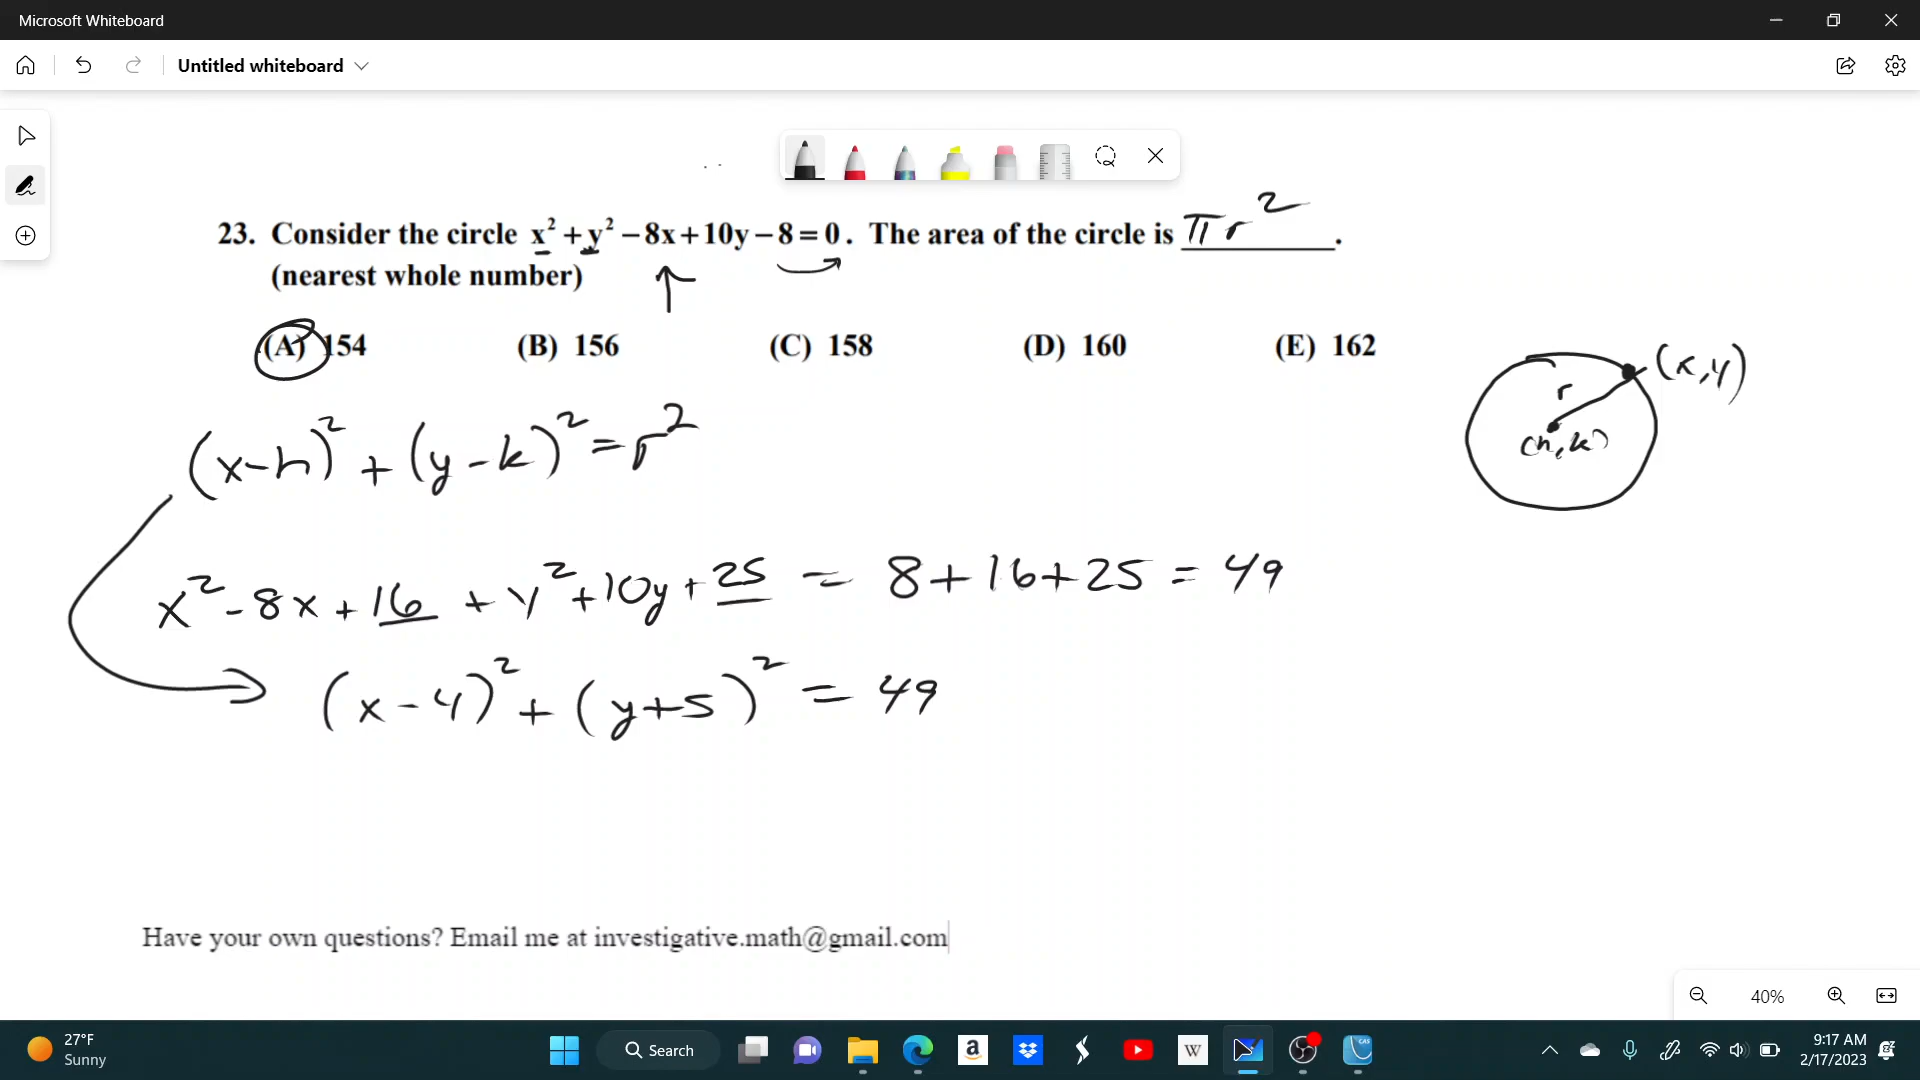 Microsoft Whiteboard
Untitled whiteboard
23. Consider the circle x² + y² − 8x + 10y − 8 = 0. The area of the circle is πr².
(nearest whole number)
(A) 154 (B) 156 (C) 158 (D) 160 (E) 162
(x, y)
r
(h, k)
(x-h)² + (y-k)² = r²
x² - 8x + 16 + y² + 10y + 25 = 8 + 16 + 25 = 49
(x - 4)² + (y + 5)² = 49
Have your own questions? Email me at investigative.math@gmail.com
40%
27°F
Sunny
Search
a
W
CAS
9:17 AM
2/17/2023